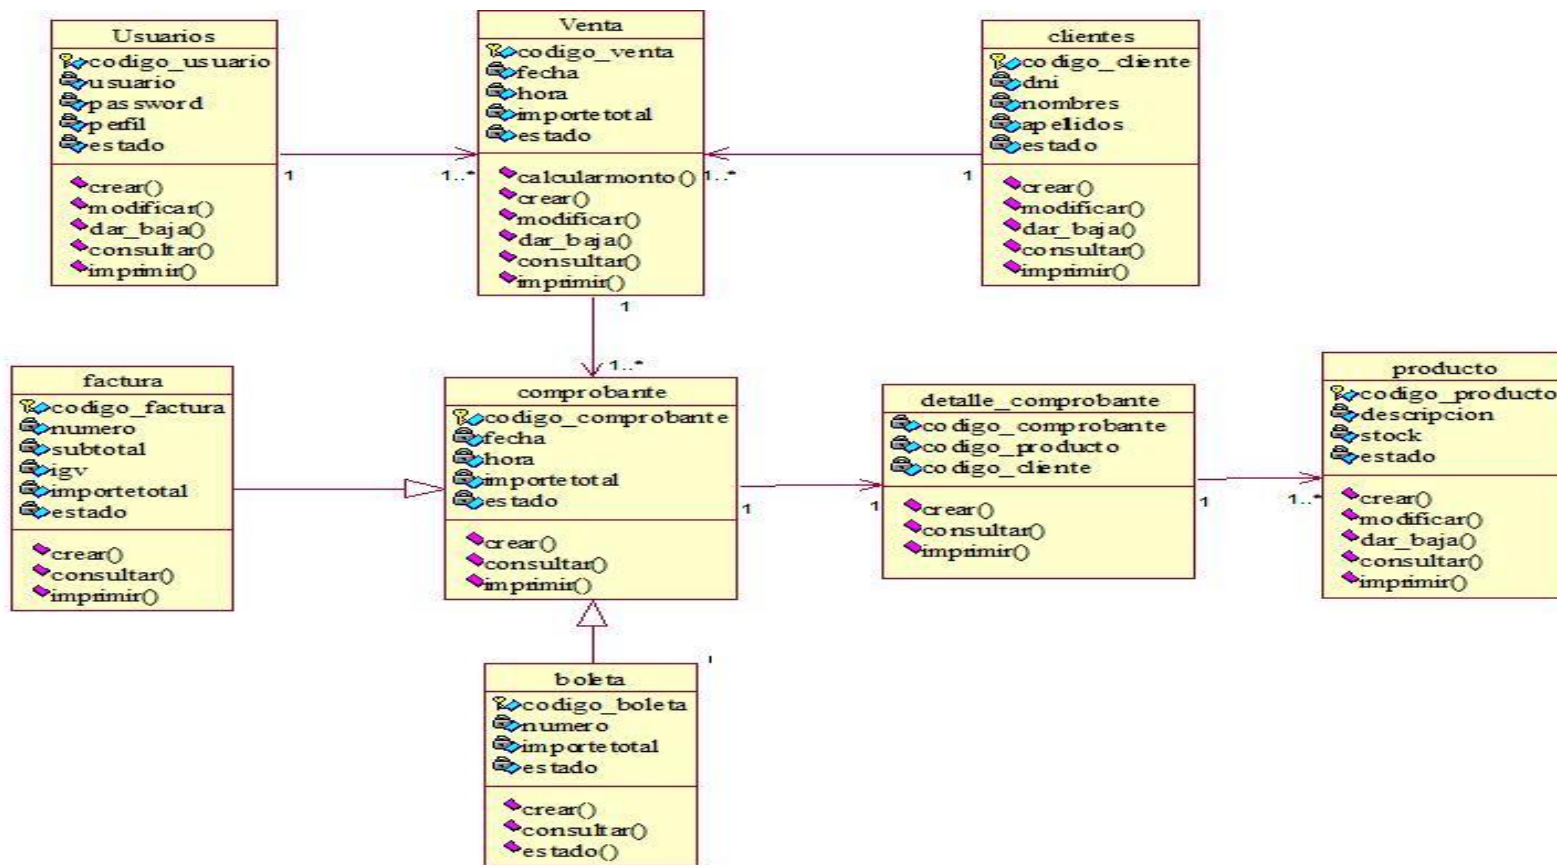 Usuarios
codigo_usuario
usuario
password
perfil
estado
crear()
modificar()
dar_baja()
consultar()
imprimir()
1
1..*
Venta
codigo_venta
fecha
hora
importetotal
estado
calcularmonto()
crear()
modificar()
dar_baja()
consultar()
imprimir()
1..*
1
clientes
codigo_cliente
dni
nombres
apellidos
estado
crear()
modificar()
dar_baja()
consultar()
imprimir()
1
1..*
factura
codigo_factura
numero
subtotal
igv
importetotal
estado
crear()
consultar()
imprimir()
comprobante
codigo_comprobante
fecha
hora
importetotal
estado
crear()
consultar()
imprimir()
1
1
detalle_comprobante
codigo_comprobante
codigo_producto
codigo_cliente
crear()
consultar()
imprimir()
1
1..*
producto
codigo_producto
descripcion
stock
estado
crear()
modificar()
dar_baja()
consultar()
imprimir()
boleta
codigo_boleta
numero
importetotal
estado
crear()
consultar()
estado()